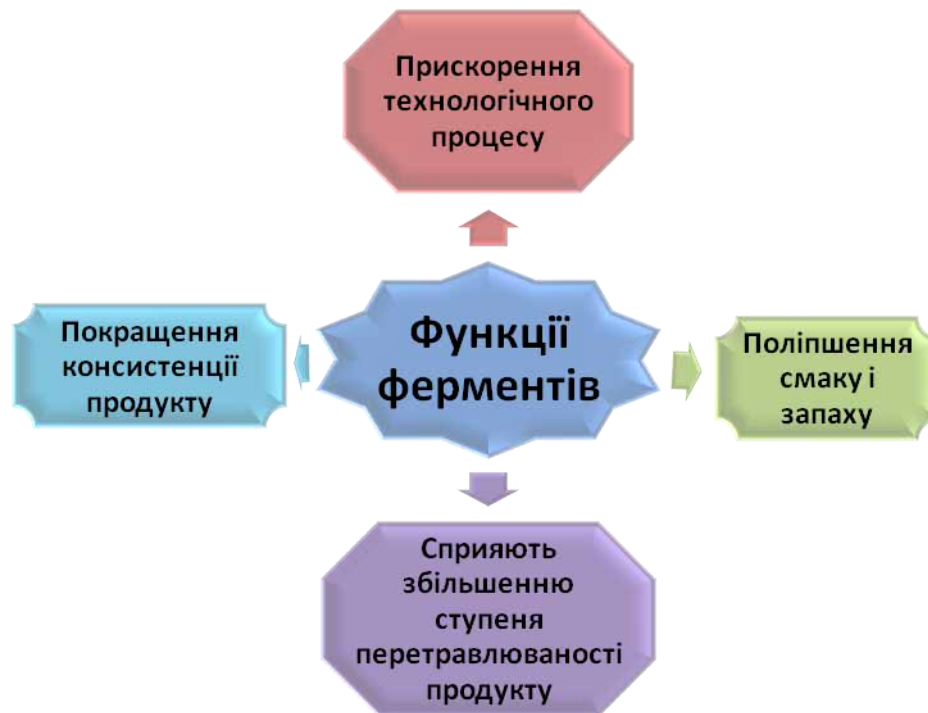 Прискорення
технологічного
процесу
Покращення
консистенції
продукту
Функції
ферментів
Поліпшення
смаку і
запаху
Сприяють
збільшенню
ступеня
перетравлюваності
продукту